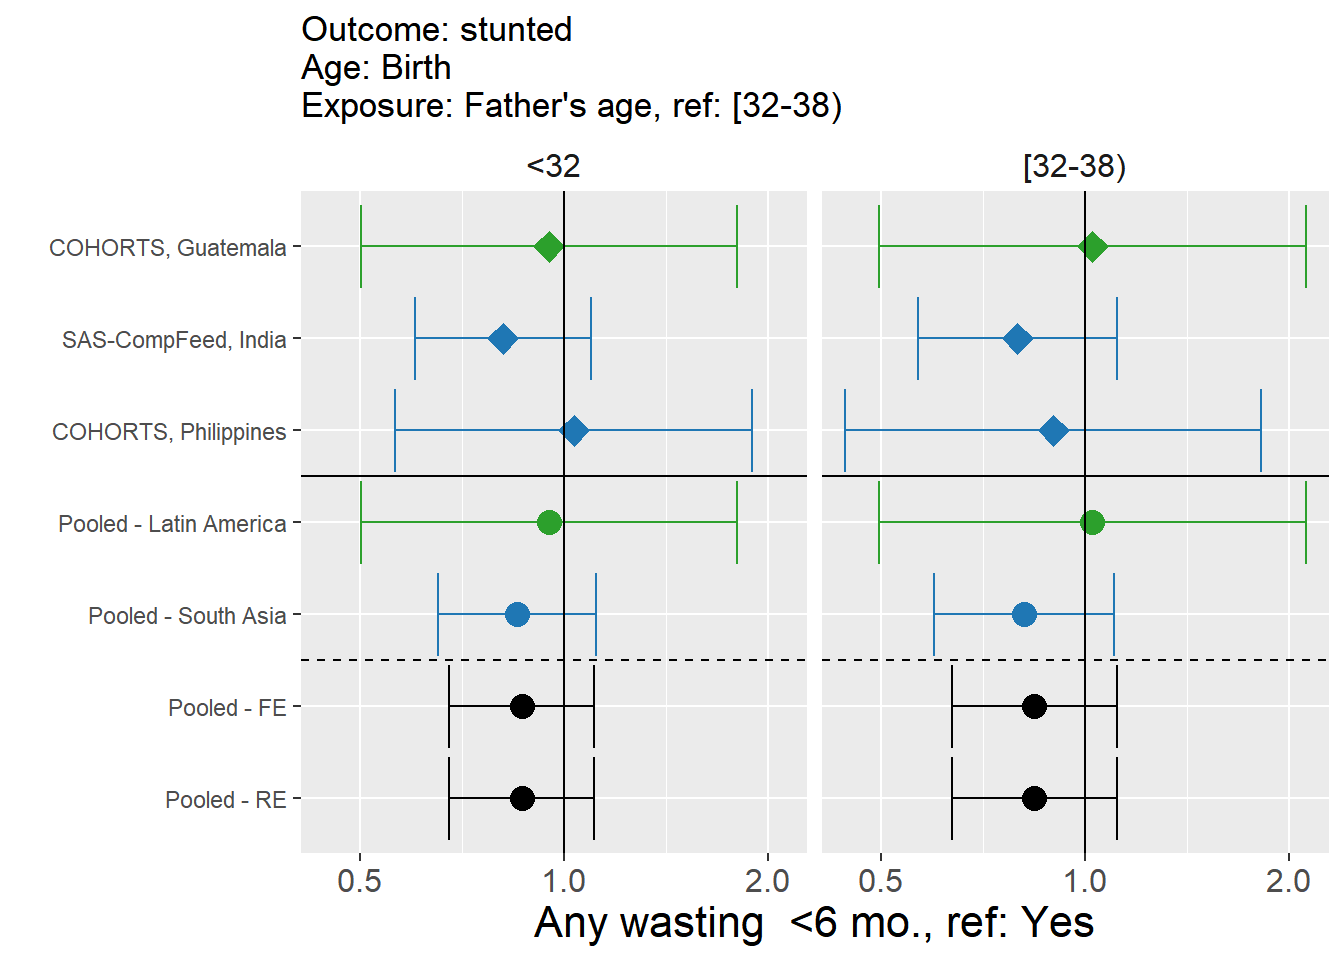 Outcome: stunted
Age: Birth
Exposure: Father's age, ref: [32-38)
<32
[32-38)
COHORTS, Guatemala
SAS-CompFeed, India
COHORTS, Philippines
Pooled - Latin America
Pooled - South Asia
Pooled - FE
Pooled - RE
0.5 1.0 2.0 0.5 1.0 2.0
Any wasting  <6 mo., ref: Yes